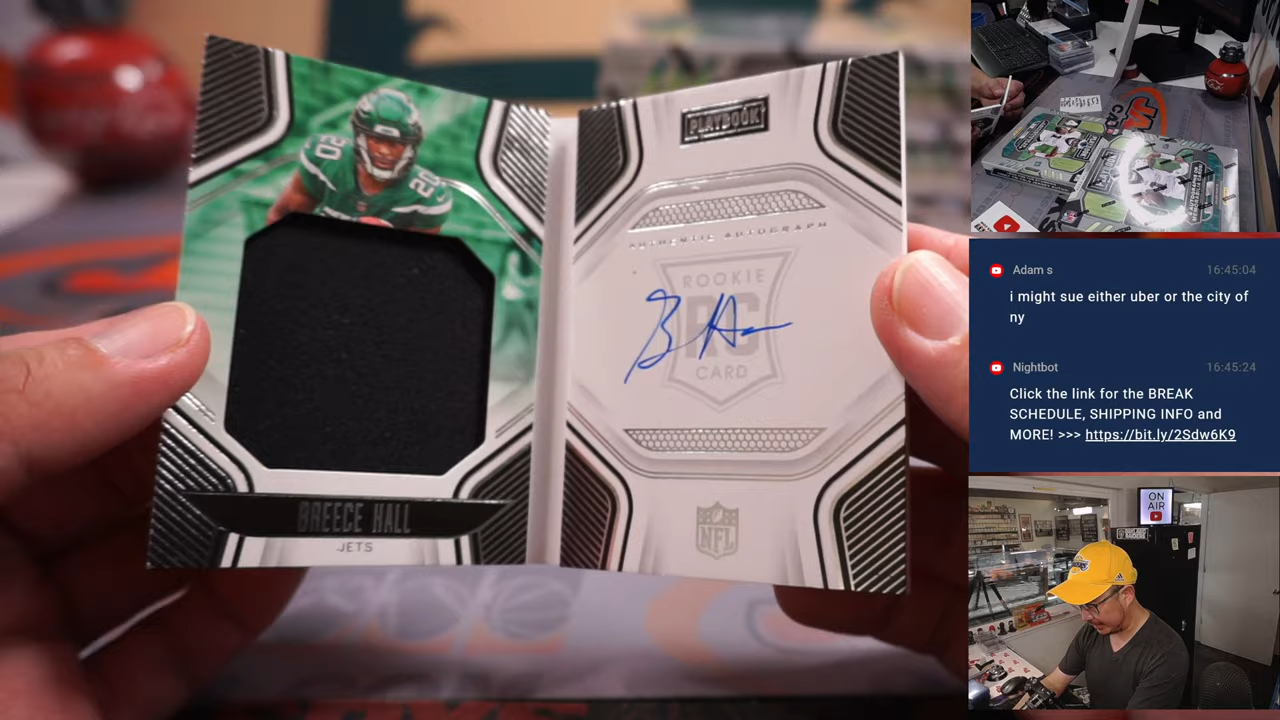 20
20
BREECE HALL
JETS
PLAYBOOK
AUTHENTIC AUTOGRAPH
ROOKIE
RC
CARD
NFL
Adam s 16:45:04
i might sue either uber or the city of
ny
Nightbot 16:45:24
Click the link for the BREAK
SCHEDULE, SHIPPING INFO and
MORE! >>> https://bit.ly/2Sdw6K9
ON
AIR